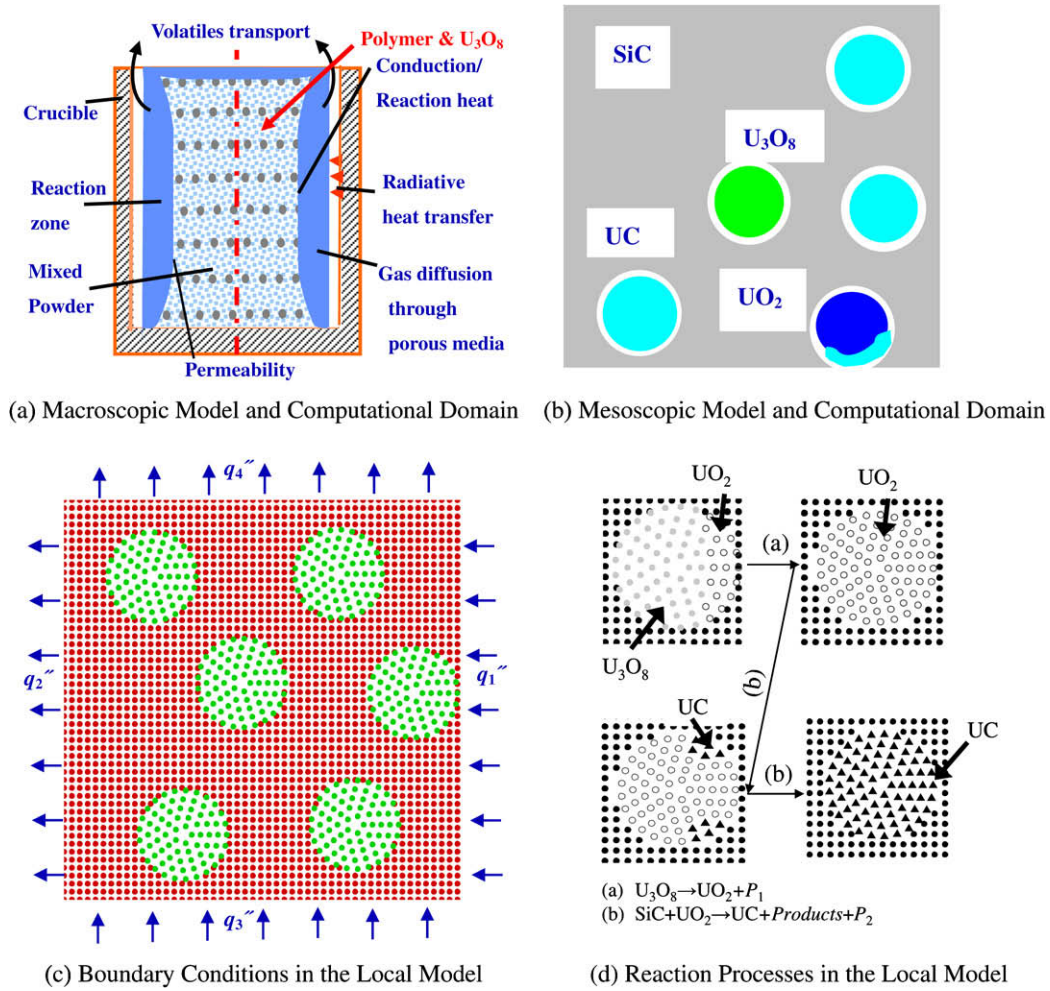 Volatiles transport
Polymer & U₃O₈
Conduction/
Reaction heat
Crucible
Reaction
zone
Radiative
heat transfer
Mixed
Powder
Gas diffusion
through
porous media
Permeability
(a) Macroscopic Model and Computational Domain
SiC
U₃O₈
UC
UO₂
(b) Mesoscopic Model and Computational Domain
q₄″
q₂″
q₁″
q₃″
(c) Boundary Conditions in the Local Model
UO₂
UO₂
(a)
U₃O₈
(b)
UC
UC
(b)
(a) U₃O₈→UO₂+P₁
(b) SiC+UO₂→UC+Products+P₂
(d) Reaction Processes in the Local Model